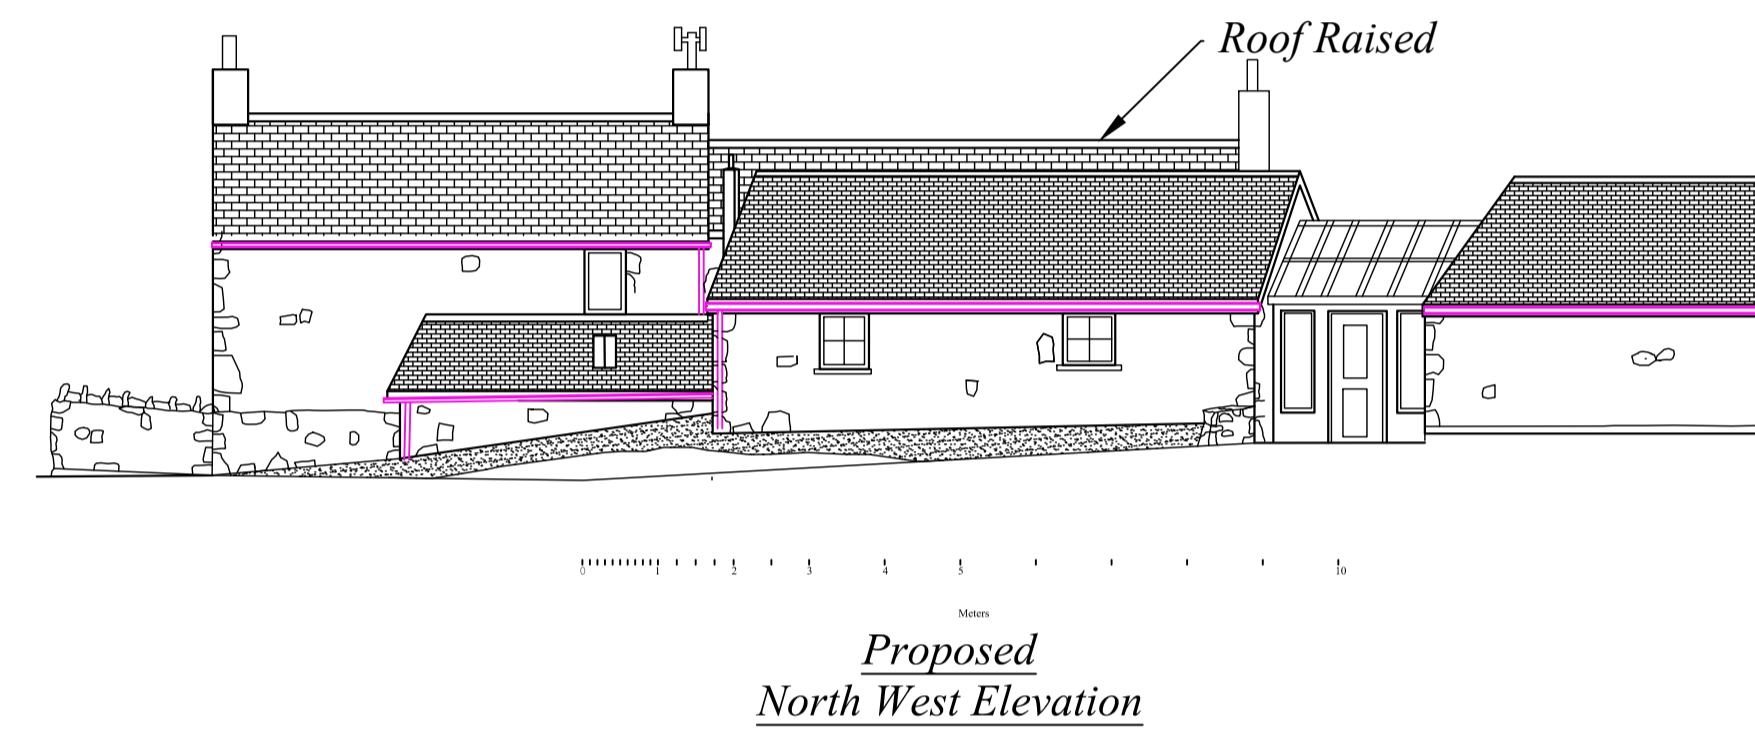 Roof Raised
0 1 2 3 4 5 10
Meters
Proposed
North West Elevation